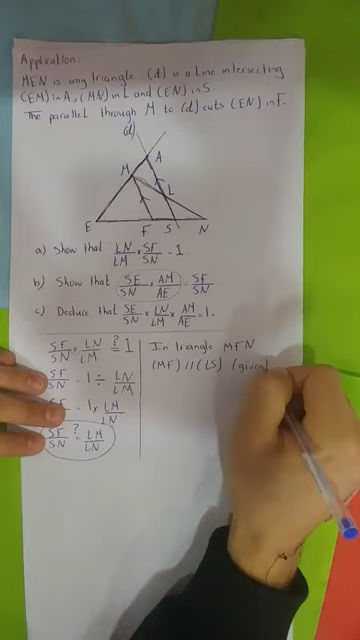 Application:
MEN is any triangle (d) is a line intersecting
(EM) in A, (MN) in L and (EN) in S.
The parallel through M to (d) cuts (EN) in F.
(d)
M
A
L
E
F
S
N
a) Show that LN/LM × SF/SN = 1.
b) Show that SE/SN × AM/AE = SF/SN
c) Deduce that SE/SN × LN/LM × AM/AE = 1.
SF/SN × LN/LM ?= 1
SF/SN = 1 ÷ LN/LM
= 1 × LM/LN
SF/SN ?= LM/LN
In triangle MFN
(MF) // (LS) (given)